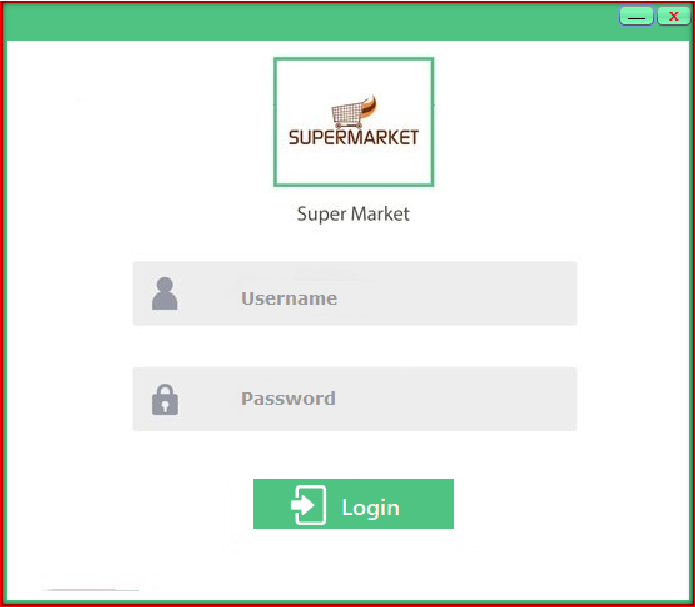 X
SUPERMARKET
Super Market
Username
Password
Login